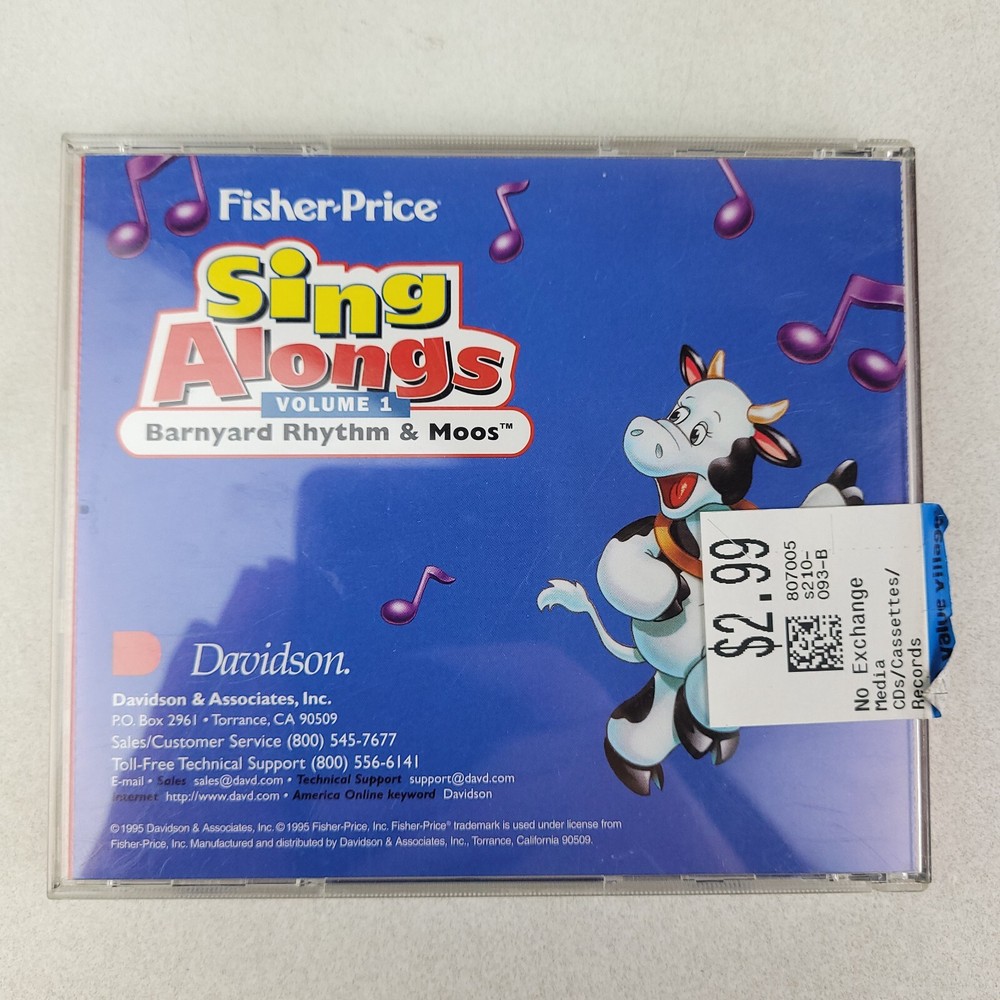 Fisher-Price®
Sing
Alongs
VOLUME 1
Barnyard Rhythm & Moos™
Davidson.
Davidson & Associates, Inc.
P.O. Box 2961 • Torrance, CA 90509
Sales/Customer Service (800) 545-7677
Toll-Free Technical Support (800) 556-6141
E-mail • Sales sales@davd.com • Technical Support support@davd.com
Internet http://www.davd.com • America Online keyword Davidson
©1995 Davidson & Associates, Inc. ©1995 Fisher-Price, Inc. Fisher-Price® trademark is used under license from
Fisher-Price, Inc. Manufactured and distributed by Davidson & Associates, Inc., Torrance, California 90509.
$2.99
807005
s210-
093-B
No Exchange
Media
CDs/Cassettes/
Records
value village